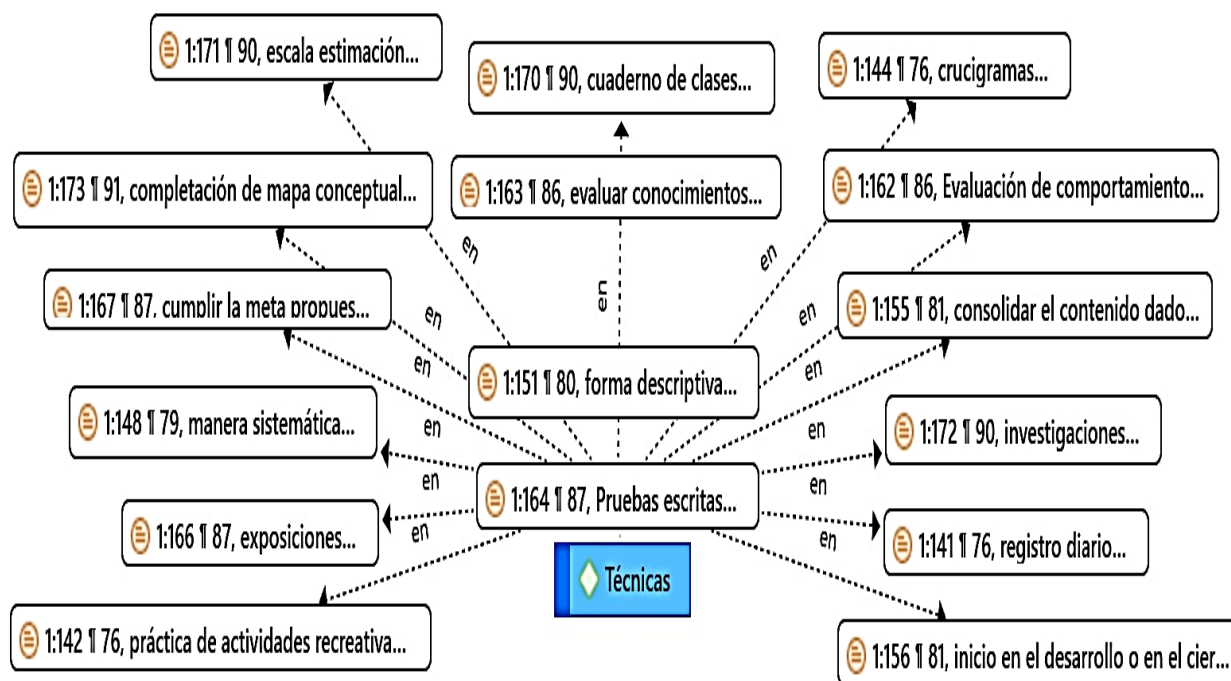 1:171 ¶ 90, escala estimación...
1:170 ¶ 90, cuaderno de clases...
1:144 ¶ 76, crucigramas...
1:173 ¶ 91, completación de mapa conceptual...
1:163 ¶ 86, evaluar conocimientos...
1:162 ¶ 86, Evaluación de comportamiento...
en
en
en
1:167 ¶ 87, cumplir la meta propues...
1:155 ¶ 81, consolidar el contenido dado...
en
en
en
en
1:151 ¶ 80, forma descriptiva...
1:148 ¶ 79, manera sistemática...
1:172 ¶ 90, investigaciones...
en
en
1:164 ¶ 87, Pruebas escritas...
en
en
1:166 ¶ 87, exposiciones...
1:141 ¶ 76, registro diario...
en
en
Técnicas
1:142 ¶ 76, práctica de actividades recreativa...
1:156 ¶ 81, inicio en el desarrollo o en el cier...